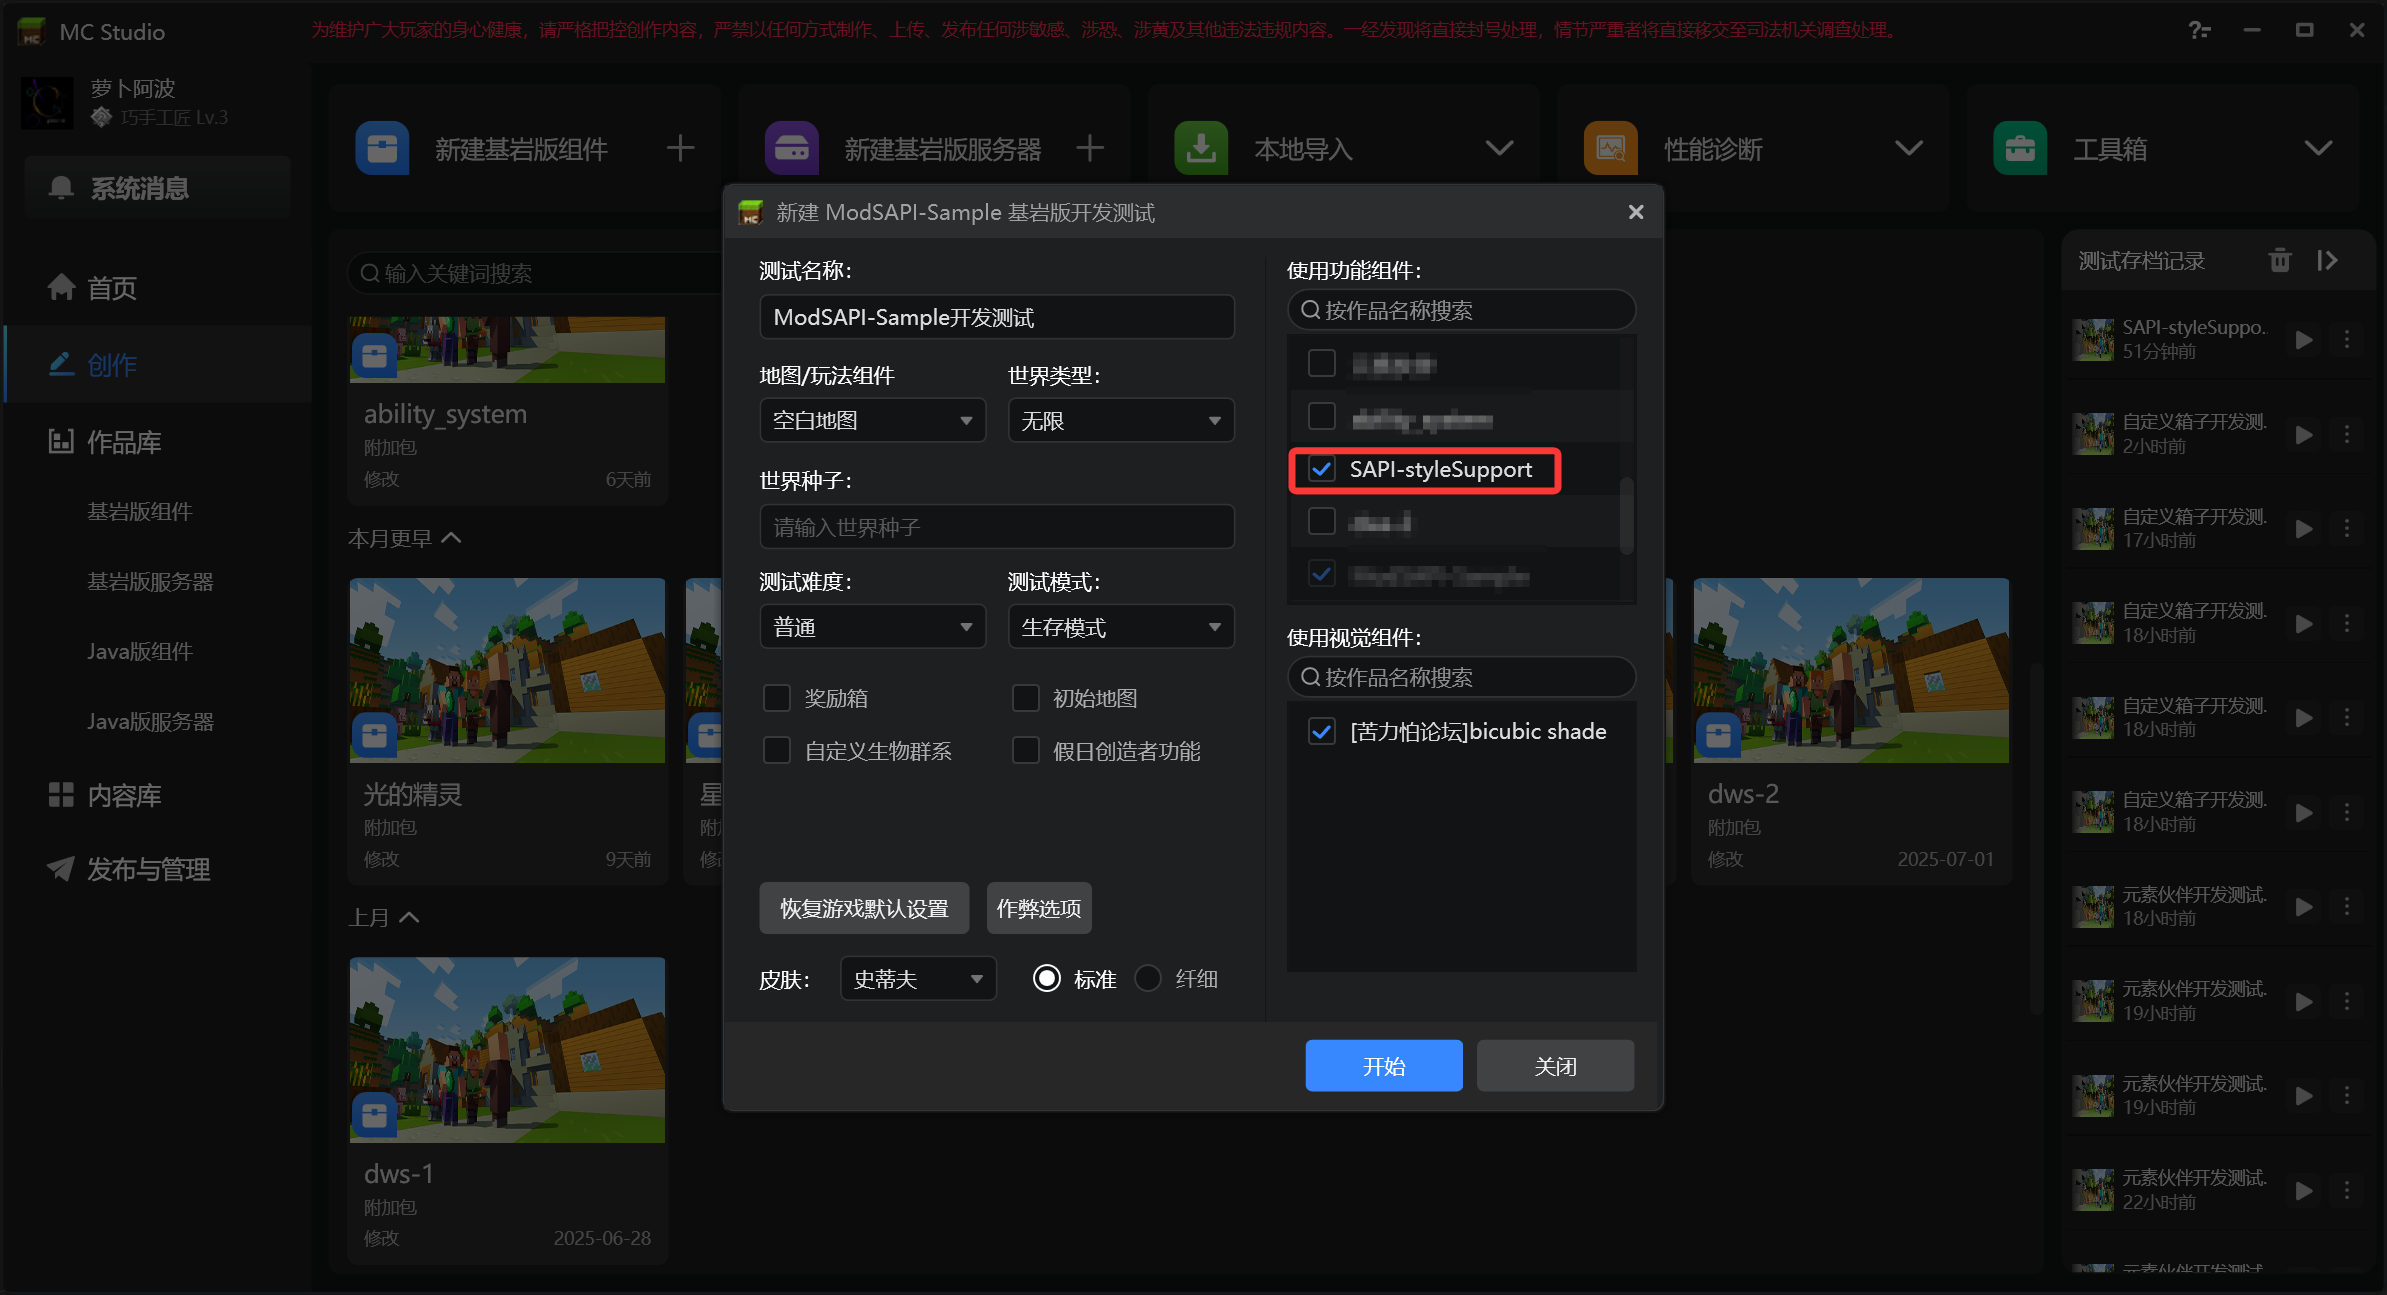 MC Studio
为维护广大玩家的身心健康，请严格把控创作内容，严禁以任何方式制作、上传、发布任何涉敏感、涉恐、涉黄及其他违法违规内容。一经发现将直接封号处理，情节严重者将直接移交至司法机关调查处理。
萝卜阿波
巧手工匠 Lv.3
系统消息
首页
创作
作品库
基岩版组件
基岩版服务器
Java版组件
Java版服务器
内容库
发布与管理
新建基岩版组件
新建基岩版服务器
本地导入
性能诊断
工具箱
输入关键词搜索
ability_system
附加包
修改
6天前
本月更早
光的精灵
附加包
修改
9天前
星
附
修
dws-2
附加包
修改
2025-07-01
上月
dws-1
附加包
修改
2025-06-28
新建 ModSAPI-Sample 基岩版开发测试
测试名称：
ModSAPI-Sample开发测试
地图/玩法组件
世界类型：
空白地图
无限
世界种子：
请输入世界种子
测试难度：
测试模式：
普通
生存模式
奖励箱
初始地图
自定义生物群系
假日创造者功能
恢复游戏默认设置
作弊选项
皮肤：
史蒂夫
标准
纤细
使用功能组件：
按作品名称搜索
SAPI-styleSupport
使用视觉组件：
按作品名称搜索
[苦力怕论坛]bicubic shade
开始
关闭
测试存档记录
SAPI-styleSuppo..
51分钟前
自定义箱子开发测.
2小时前
自定义箱子开发测.
17小时前
自定义箱子开发测.
18小时前
自定义箱子开发测.
18小时前
自定义箱子开发测.
18小时前
元素伙伴开发测试.
18小时前
元素伙伴开发测试.
19小时前
元素伙伴开发测试.
19小时前
元素伙伴开发测试.
22小时前
元素伙伴开发测试